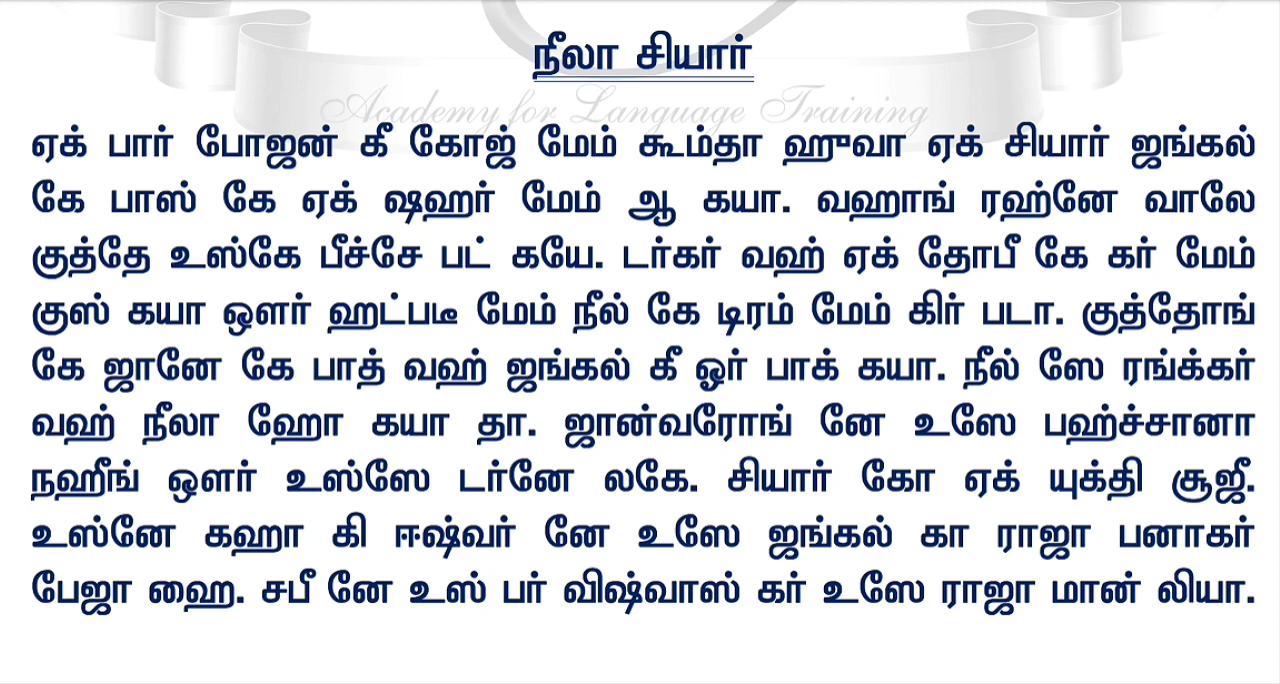 நீலா சியார்
Academy for Language Training
ஏக் பார் போஜன் கீ கோஜ் மேம் கூம்தா ஹுவா ஏக் சியார் ஜங்கல்
கே பாஸ் கே ஏக் ஷஹர் மேம் ஆ கயா. வஹாங் ரஹ்னே வாலே
குத்தே உஸ்கே பீச்சே பட் கயே. டர்கர் வஹ் ஏக் தோபீ கே கர் மேம்
குஸ் கயா ஔர் ஹட்படீ மேம் நீல் கே டிரம் மேம் கிர் படா. குத்தோங்
கே ஜானே கே பாத் வஹ் ஜங்கல் கீ ஓர் பாக் கயா. நீல் ஸே ரங்க்கர்
வஹ் நீலா ஹோ கயா தா. ஜான்வரோங் னே உஸே பஹ்ச்சானா
நஹீங் ஔர் உஸ்ஸே டர்னே லகே. சியார் கோ ஏக் யுக்தி சூஜீ.
உஸ்னே கஹா கி ஈஷ்வர் னே உஸே ஜங்கல் கா ராஜா பனாகர்
பேஜா ஹை. சபீ னே உஸ் பர் விஷ்வாஸ் கர் உஸே ராஜா மான் லியா.